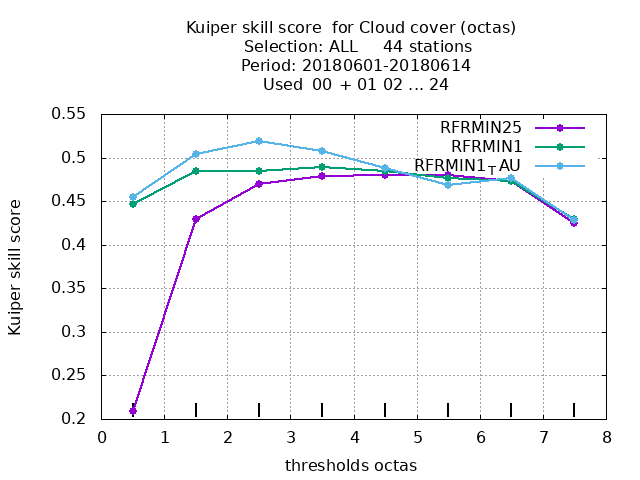 Kuiper skill score  for Cloud cover (octas)
Selection: ALL     44 stations
Period: 20180601-20180614
Used  00  + 01 02 ... 24
RFRMIN25
RFRMIN1
RFRMIN1TAU
0.55
0.5
0.45
0.4
0.35
0.3
0.25
0.2
Kuiper skill score
0 1 2 3 4 5 6 7 8
thresholds octas